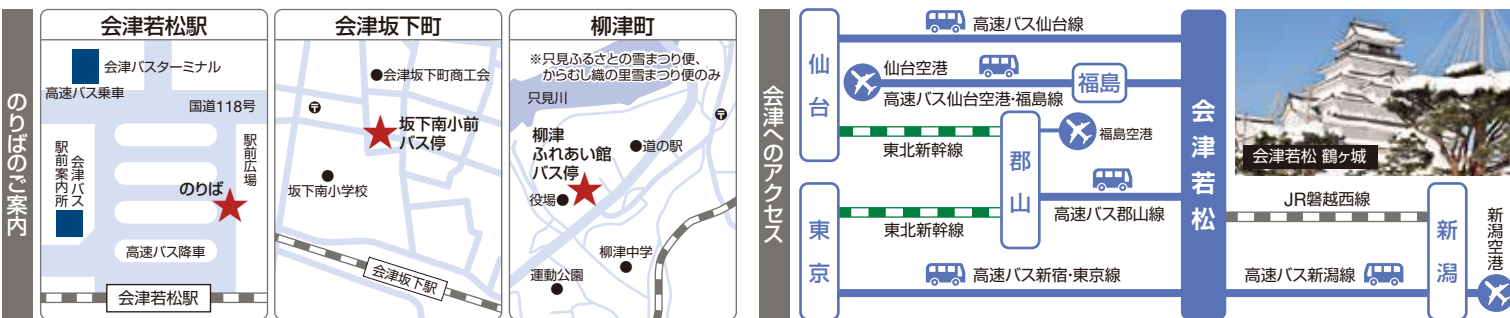 のりばのご案内
会津若松駅
会津バスターミナル
高速バス乗車
国道118号
駅前広場
会津バス
駅前案内所
のりば
高速バス降車
会津若松駅
会津坂下町
会津坂下町商工会
坂下南小前
バス停
坂下南小学校
会津坂下駅
柳津町
※只見ふるさとの雪まつり便、
からむし織の里雪まつり便のみ
只見川
柳津
ふれあい館
バス停
道の駅
役場
柳津中学
運動公園
会津へのアクセス
仙台
高速バス仙台線
仙台空港
福島
高速バス仙台空港・福島線
東北新幹線
郡山
福島空港
高速バス郡山線
東京
東北新幹線
高速バス新宿・東京線
会津若松
会津若松 鶴ヶ城
JR磐越西線
新潟
高速バス新潟線
新潟空港